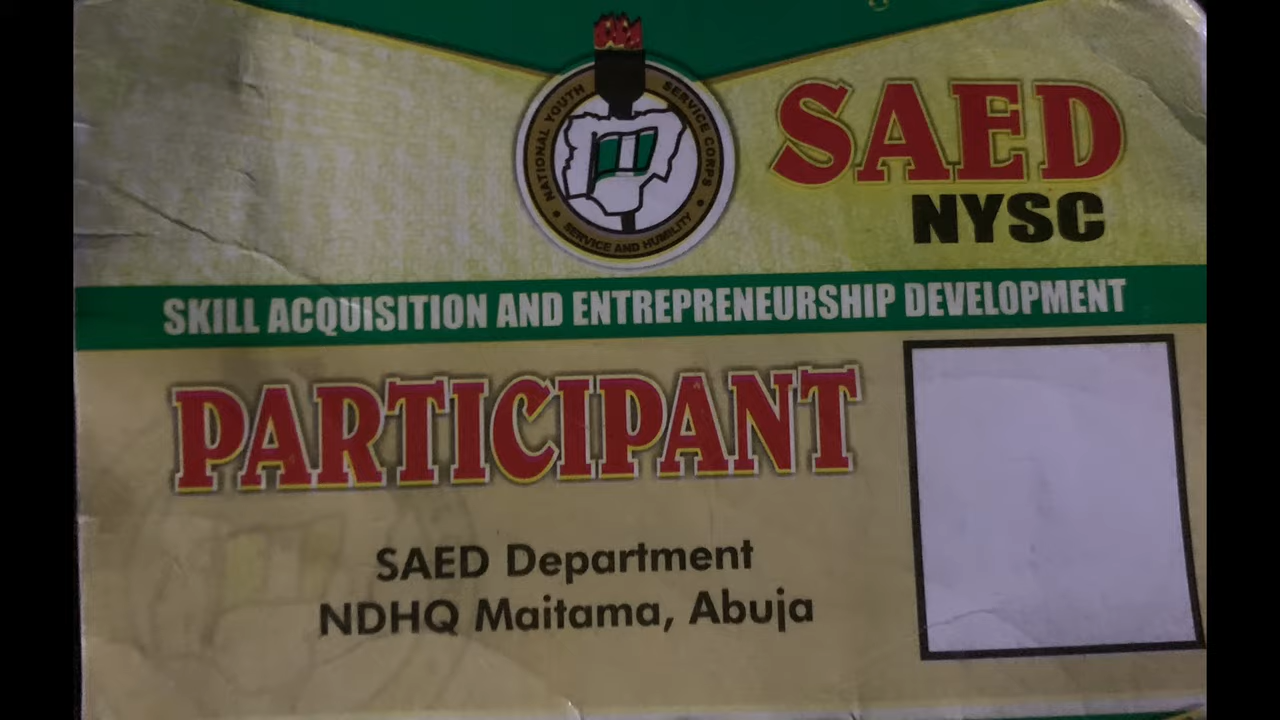 NATIONAL YOUTH SERVICE CORPS
SERVICE AND HUMILITY
SAED
NYSC
SKILL ACQUISITION AND ENTREPRENEURSHIP DEVELOPMENT
PARTICIPANT
SAED Department
NDHQ Maitama, Abuja